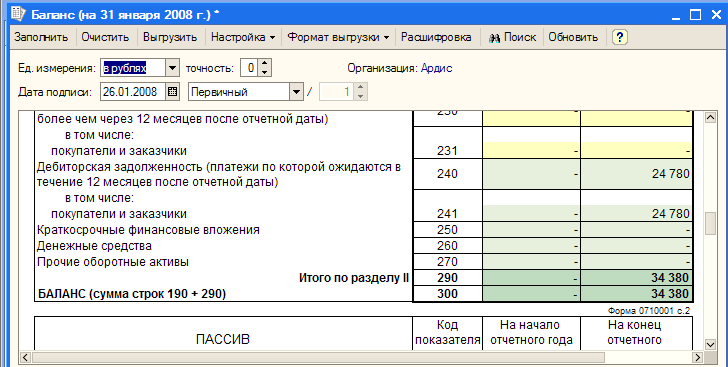 Баланс (на 31 января 2008 г.) *
Заполнить Очистить Выгрузить Настройка Формат выгрузки Расшифровка Поиск Обновить ?
Ед. измерения: в рублях точность: 0 Организация: Ардис
Дата подписи: 26.01.2008 Первичный / 1
более чем через 12 месяцев после отчетной даты) 230
в том числе:
покупатели и заказчики 231 - -
Дебиторская задолженность (платежи по которой ожидаются в
течение 12 месяцев после отчетной даты) 240 - 24 780
в том числе:
покупатели и заказчики 241 - 24 780
Краткосрочные финансовые вложения 250 - -
Денежные средства 260 - -
Прочие оборотные активы 270 - -
Итого по разделу II 290 - 34 380
БАЛАНС (сумма строк 190 + 290) 300 - 34 380
Форма 0710001 с.2
ПАССИВ Код На начало На конец
показателя отчетного года отчетного